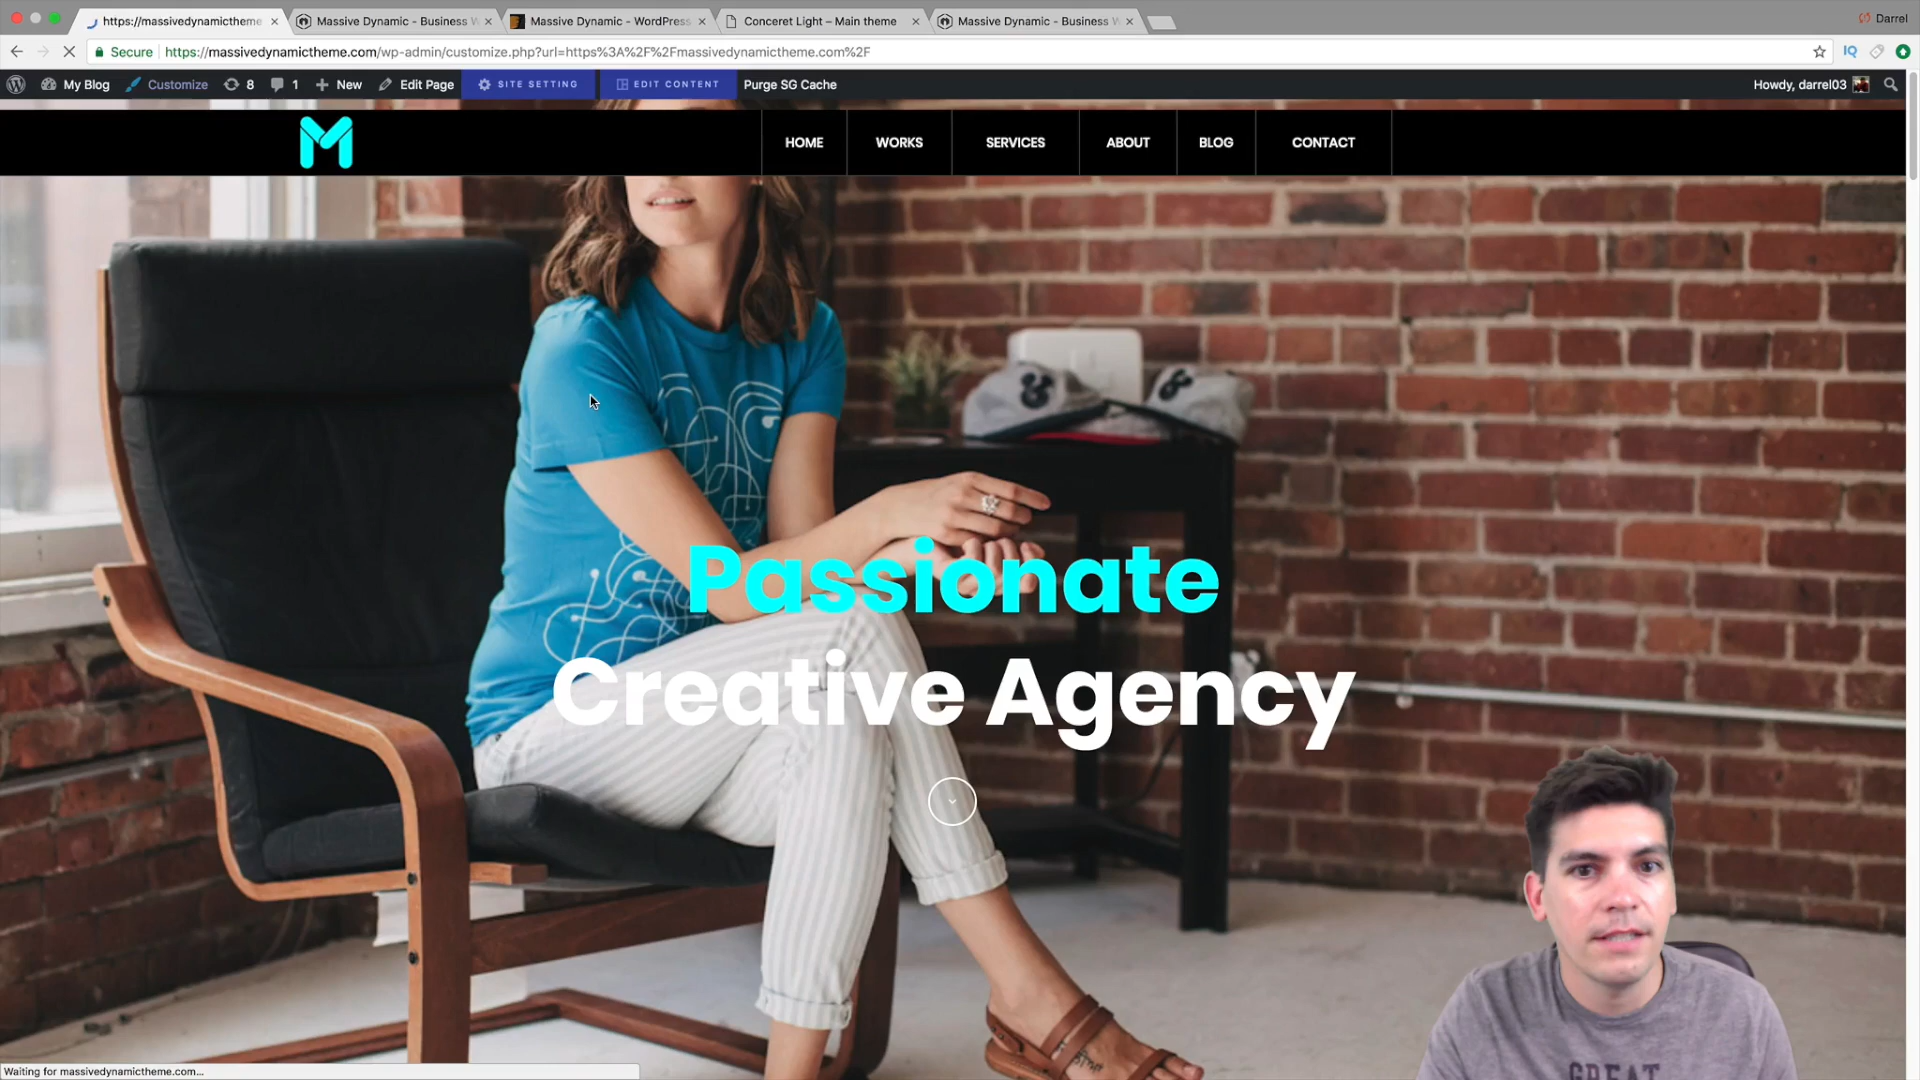 https://massivedynamictheme
Massive Dynamic - Business W
Massive Dynamic - WordPress
Conceret Light – Main theme
Massive Dynamic - Business W
Darrel
Secure
https://massivedynamictheme.com/wp-admin/customize.php?url=https%3A%2F%2Fmassivedynamictheme.com%2F
IQ
My Blog
Customize
8
1
New
Edit Page
SITE SETTING
EDIT CONTENT
Purge SG Cache
Howdy, darrel03
M
HOME
WORKS
SERVICES
ABOUT
BLOG
CONTACT
Passionate
Creative Agency
GREAT
Waiting for massivedynamictheme.com...